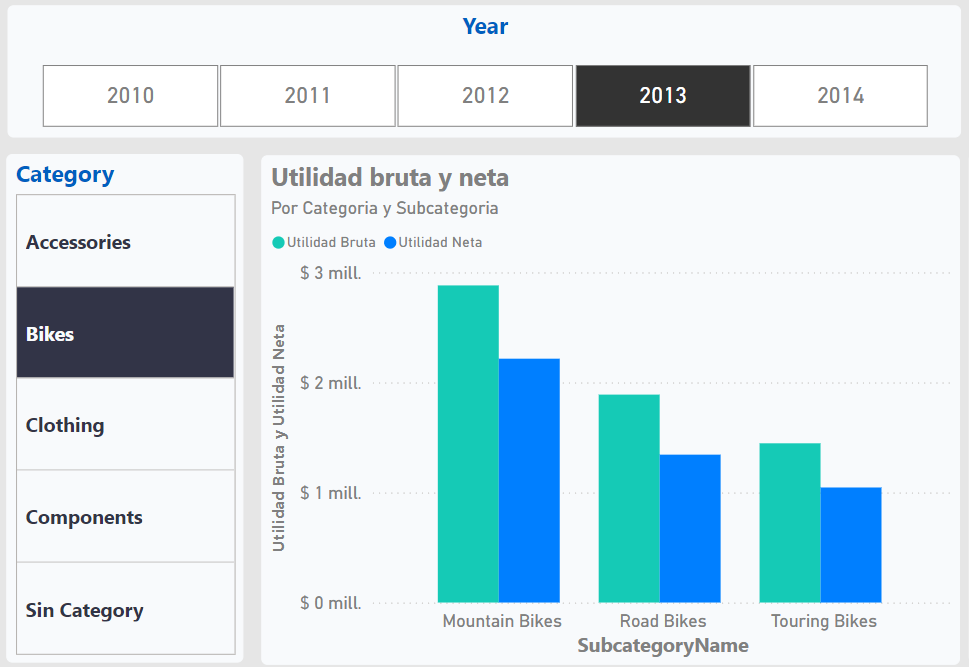 Year
2010 2011 2012 2013 2014
Category
Accessories
Bikes
Clothing
Components
Sin Category
Utilidad bruta y neta
Por Categoria y Subcategoria
Utilidad Bruta Utilidad Neta
Utilidad Bruta y Utilidad Neta
$ 3 mill.
$ 2 mill.
$ 1 mill.
$ 0 mill.
Mountain Bikes Road Bikes Touring Bikes
SubcategoryName